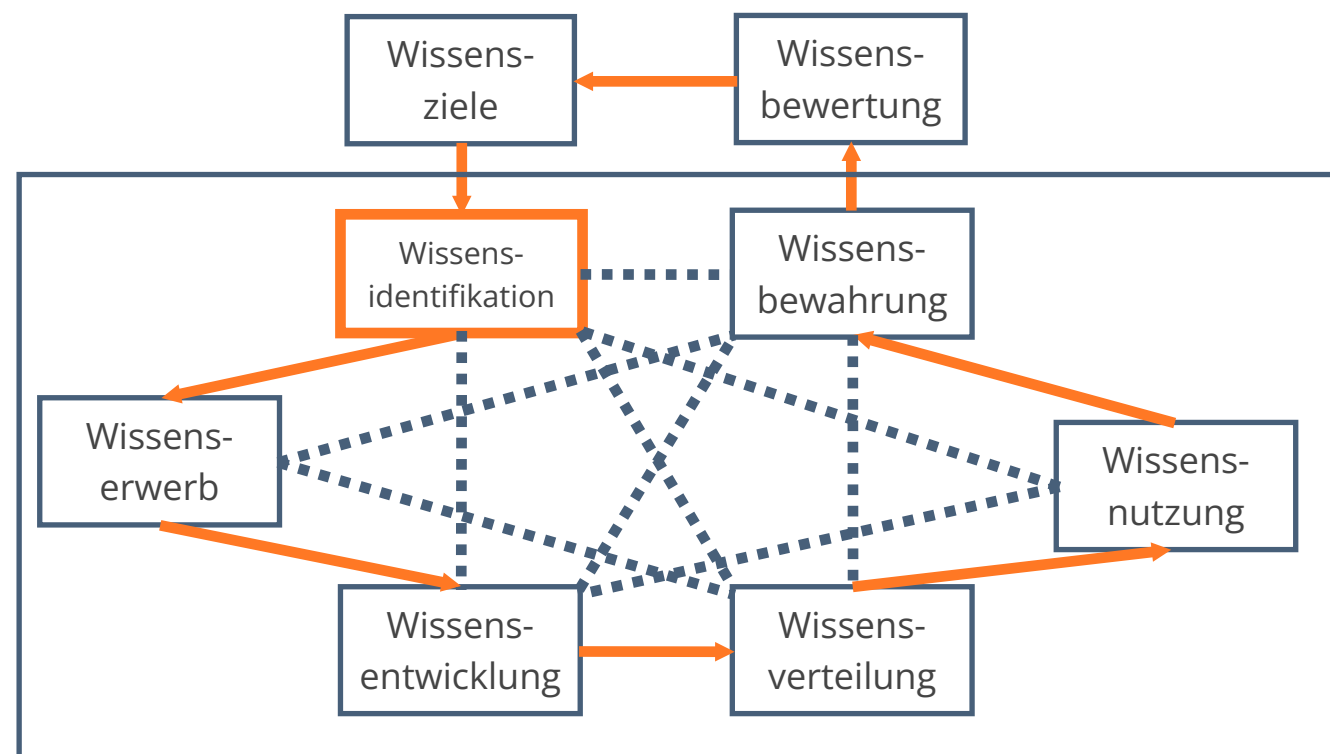 Wissens-
ziele
Wissens-
bewertung
Wissens-
identifikation
Wissens-
bewahrung
Wissens-
erwerb
Wissens-
nutzung
Wissens-
entwicklung
Wissens-
verteilung